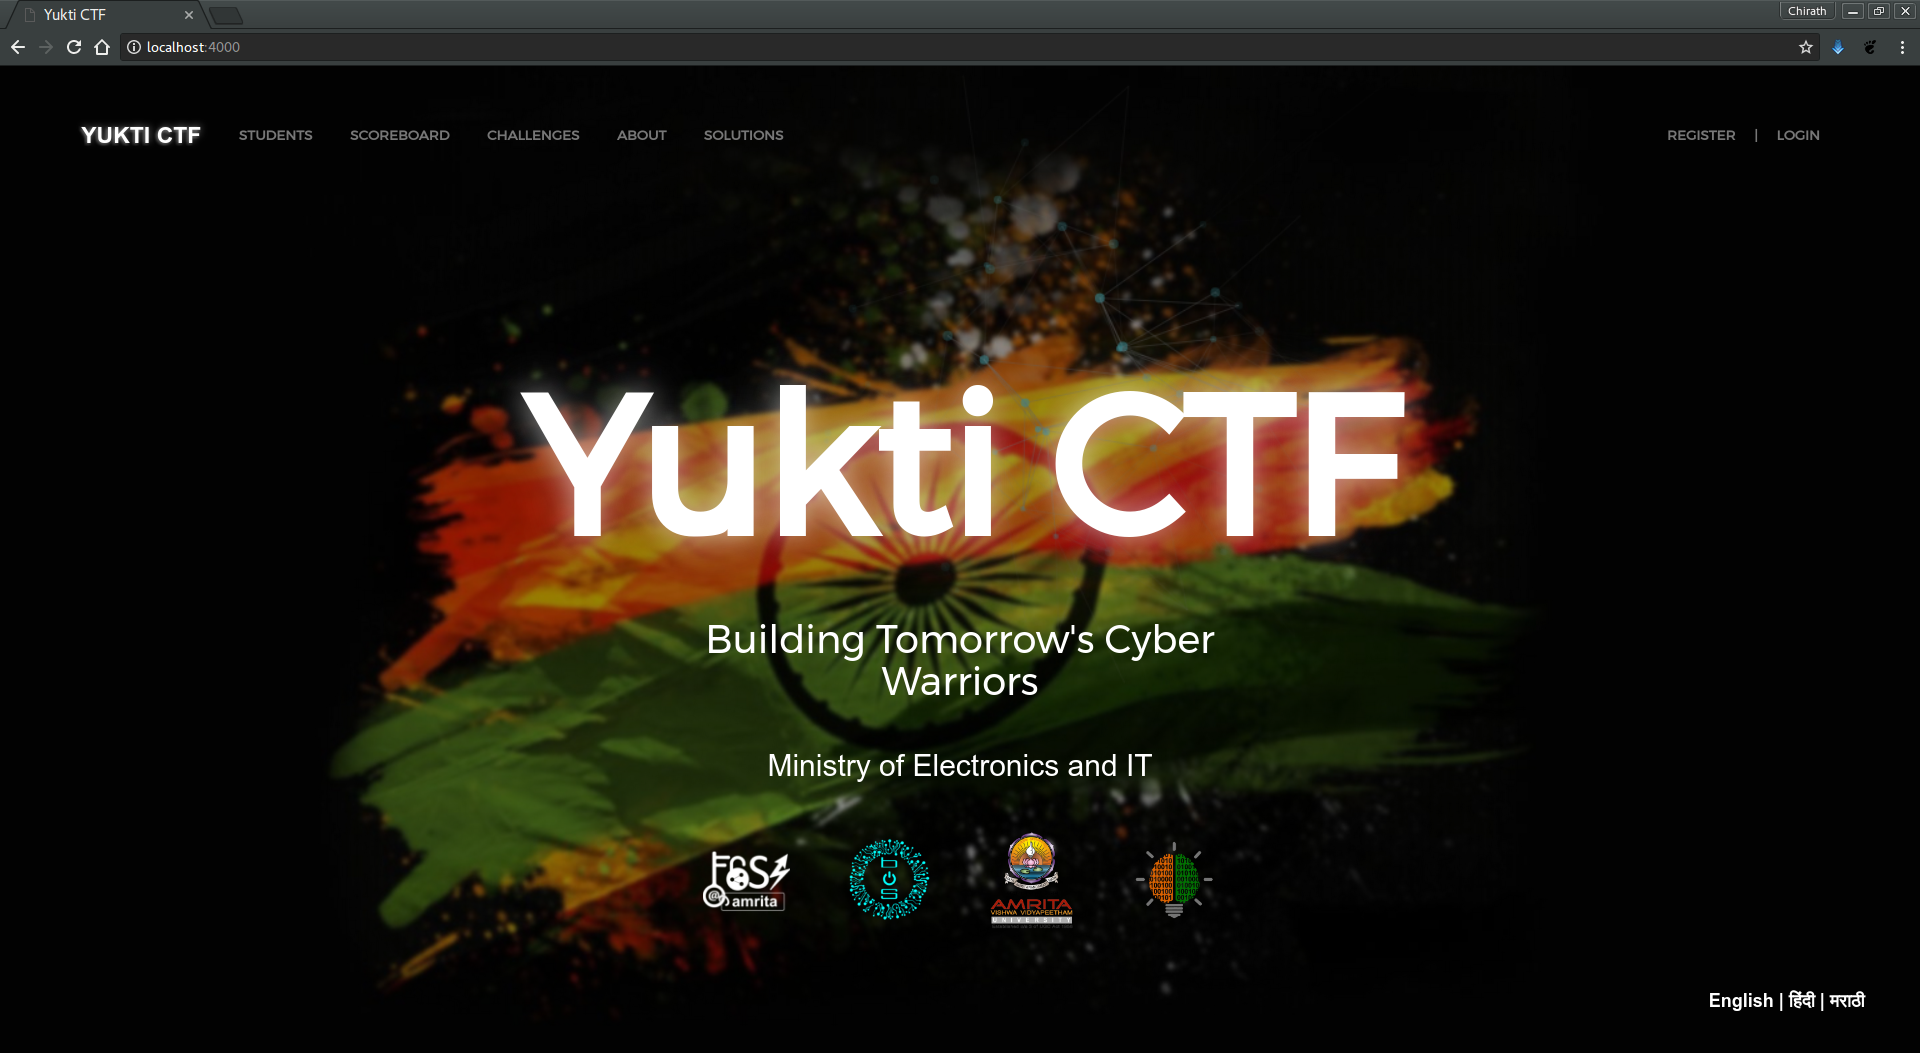 Yukti CTF
Chirath
localhost:4000
YUKTI CTF
STUDENTS
SCOREBOARD
CHALLENGES
ABOUT
SOLUTIONS
REGISTER | LOGIN
Yukti CTF
Building Tomorrow's Cyber
Warriors
Ministry of Electronics and IT
FOSS
@amrita
AMRITA
VISHWA VIDYAPEETHAM
UNIVERSITY
English | हिंदी | मराठी